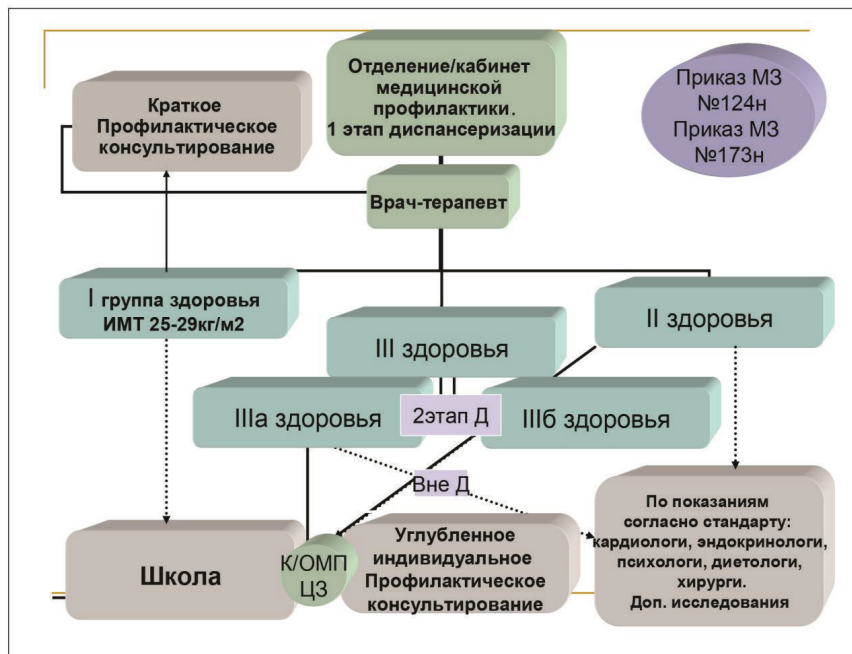 Отделение/кабинет
медицинской
профилактики.
1 этап диспансеризации
Краткое
Профилактическое
консультирование
Приказ МЗ
№124н
Приказ МЗ
№173н
Врач-терапевт
I группа здоровья
ИМТ 25-29кг/м2
III здоровья
II здоровья
IIIа здоровья
2этап Д
IIIб здоровья
Вне Д
Школа
К/ОМП
ЦЗ
Углубленное
индивидуальное
Профилактическое
консультирование
По показаниям
согласно стандарту:
кардиологи, эндокринологи,
психологи, диетологи,
хирурги.
Доп. исследования